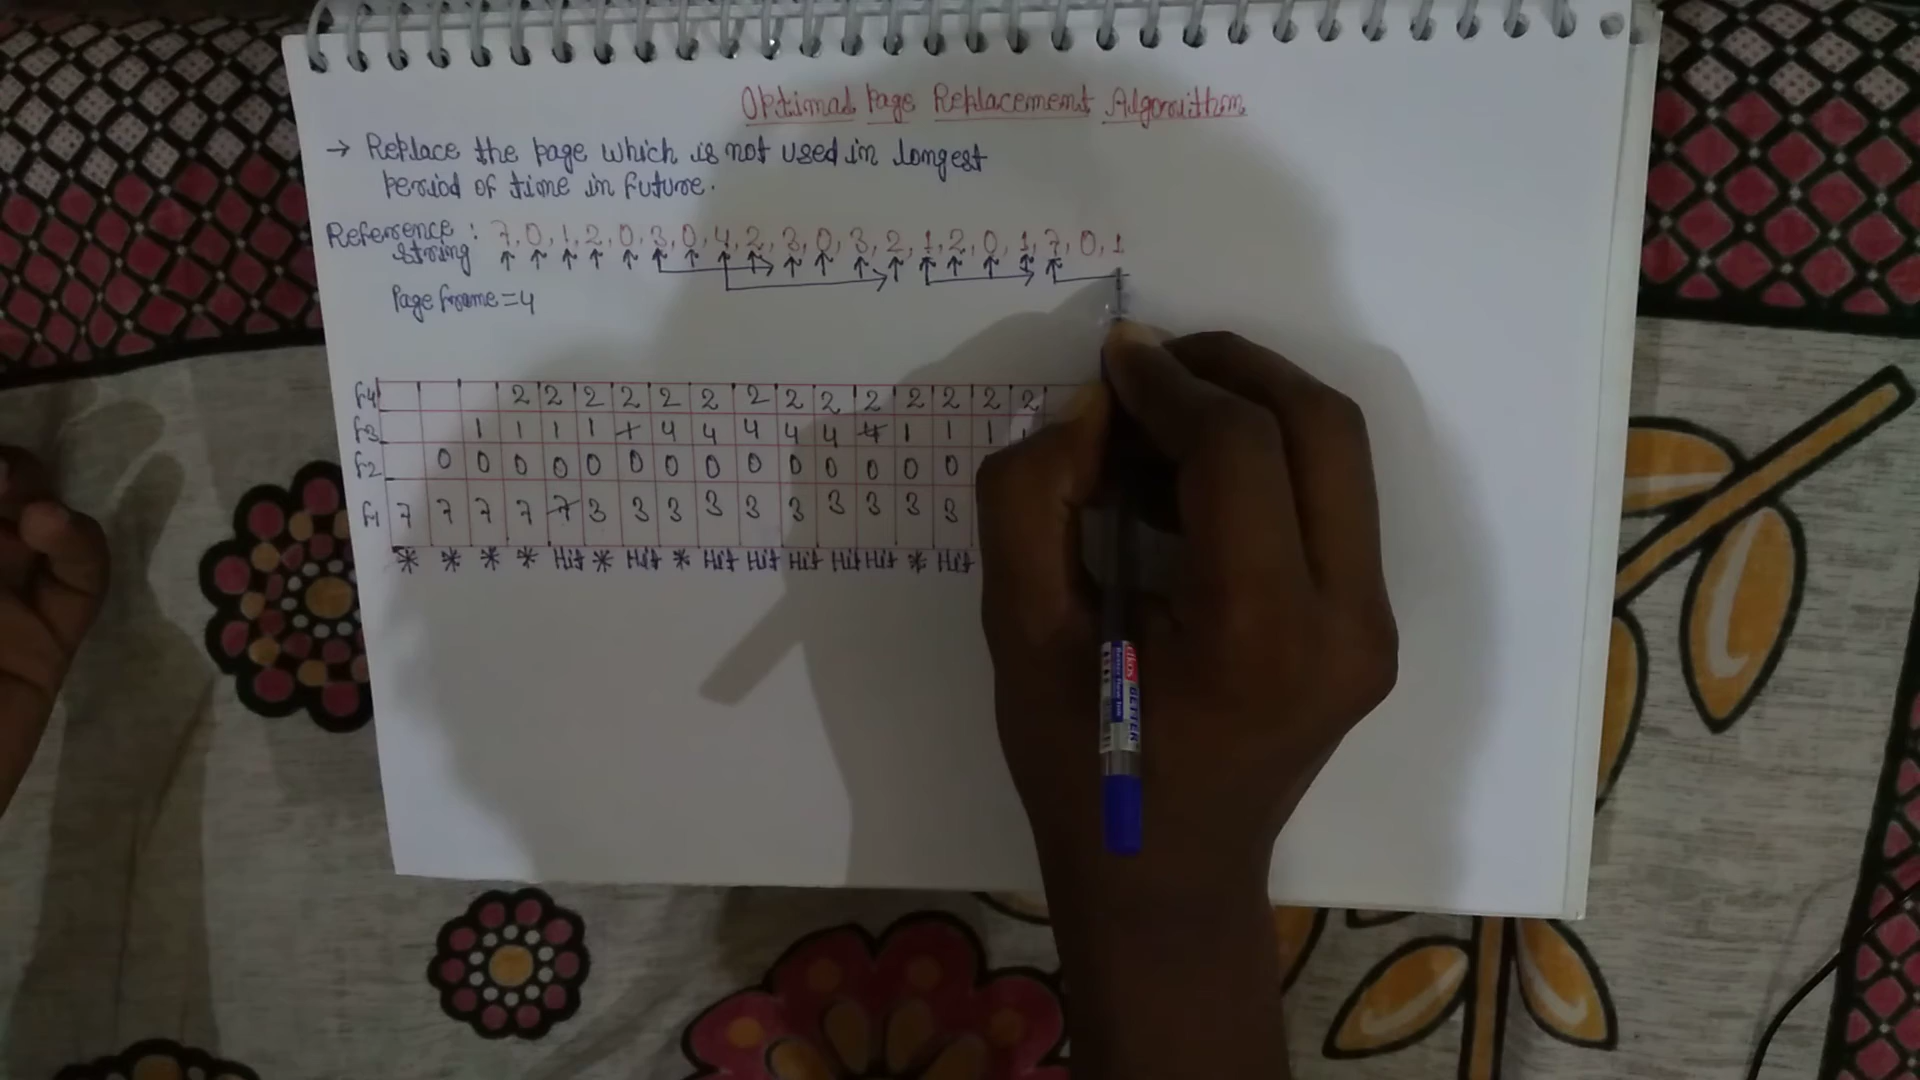 Optimal Page Replacement Algorithm
→ Replace the page which is not used in longest
period of time in future.
Reference : 7, 0, 1, 2, 0, 3, 0, 4, 2, 3, 0, 3, 2, 1, 2, 0, 1, 7, 0, 1
string
Page frame = 4
F4 2 2 2 2 2 2 2 2 2 2 2 2 2 2
F3 1 1 1 1 1 4 4 4 4 4 4 1 1 1 1
F2 0 0 0 0 0 0 0 0 0 0 0 0 0 0
F1 7 7 7 7 7 3 3 3 3 3 3 3 3 3 3
* * * * Hit * Hit * Hit Hit Hit Hit Hit * Hit
elkos BETTER